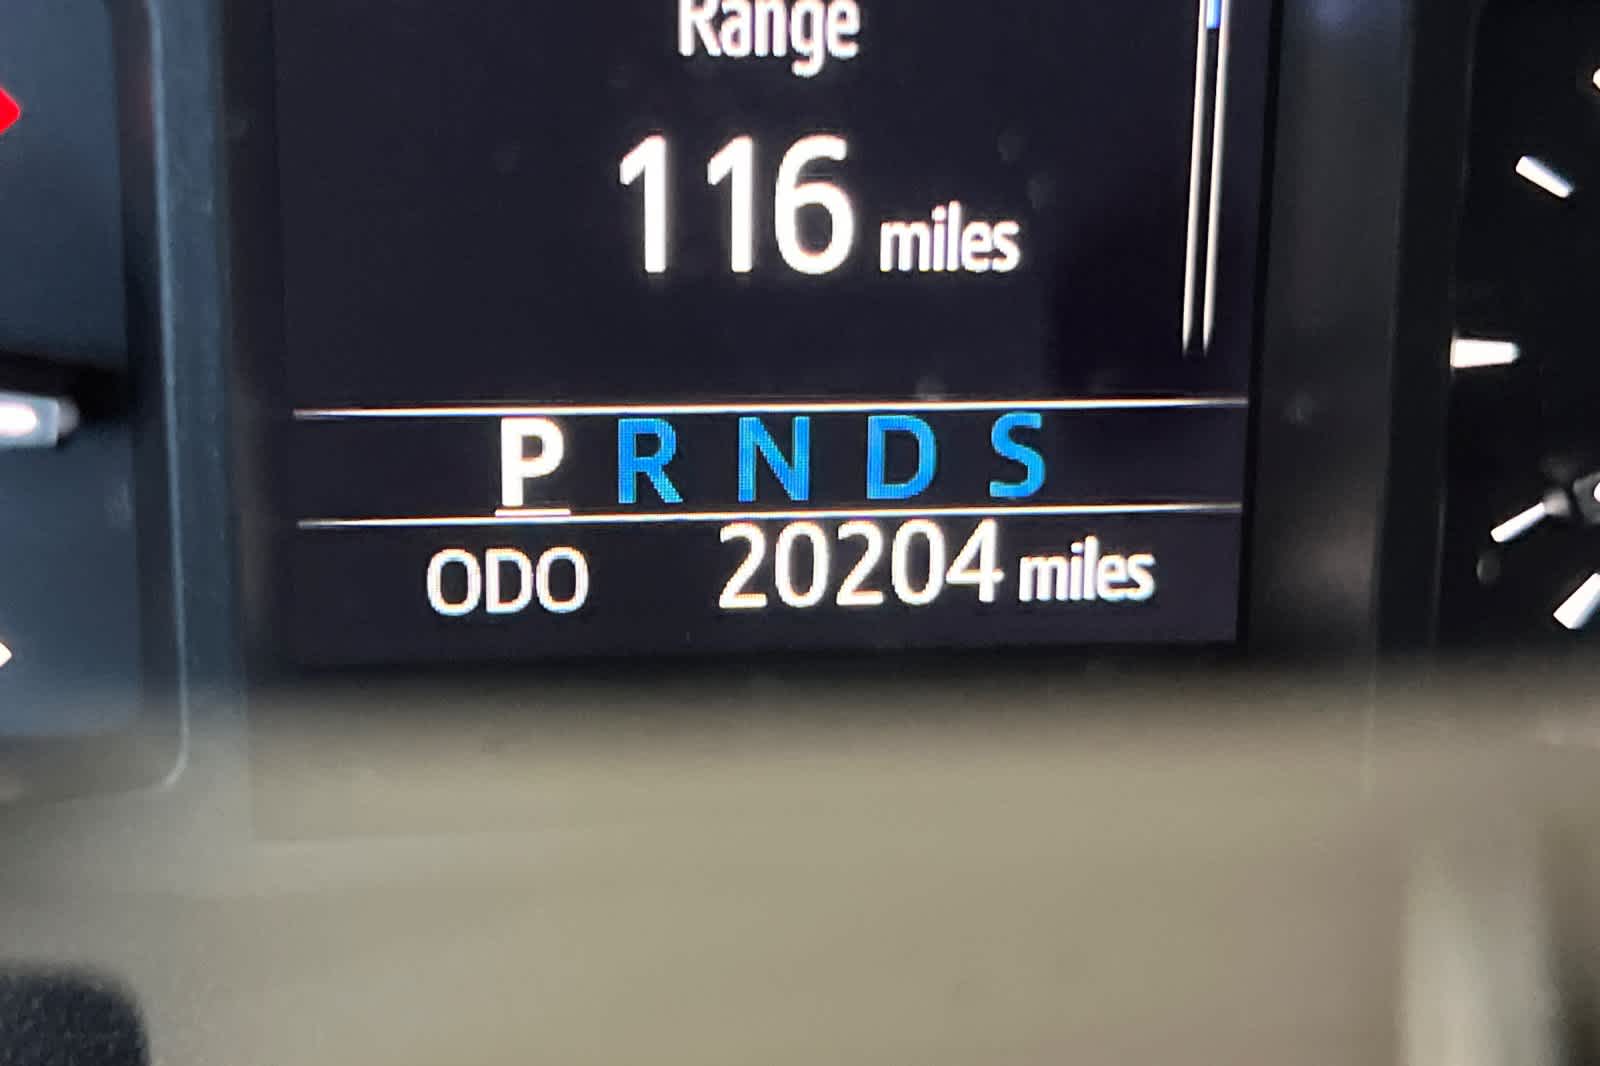 Range
116 miles
P R N D S
ODO 20204 miles